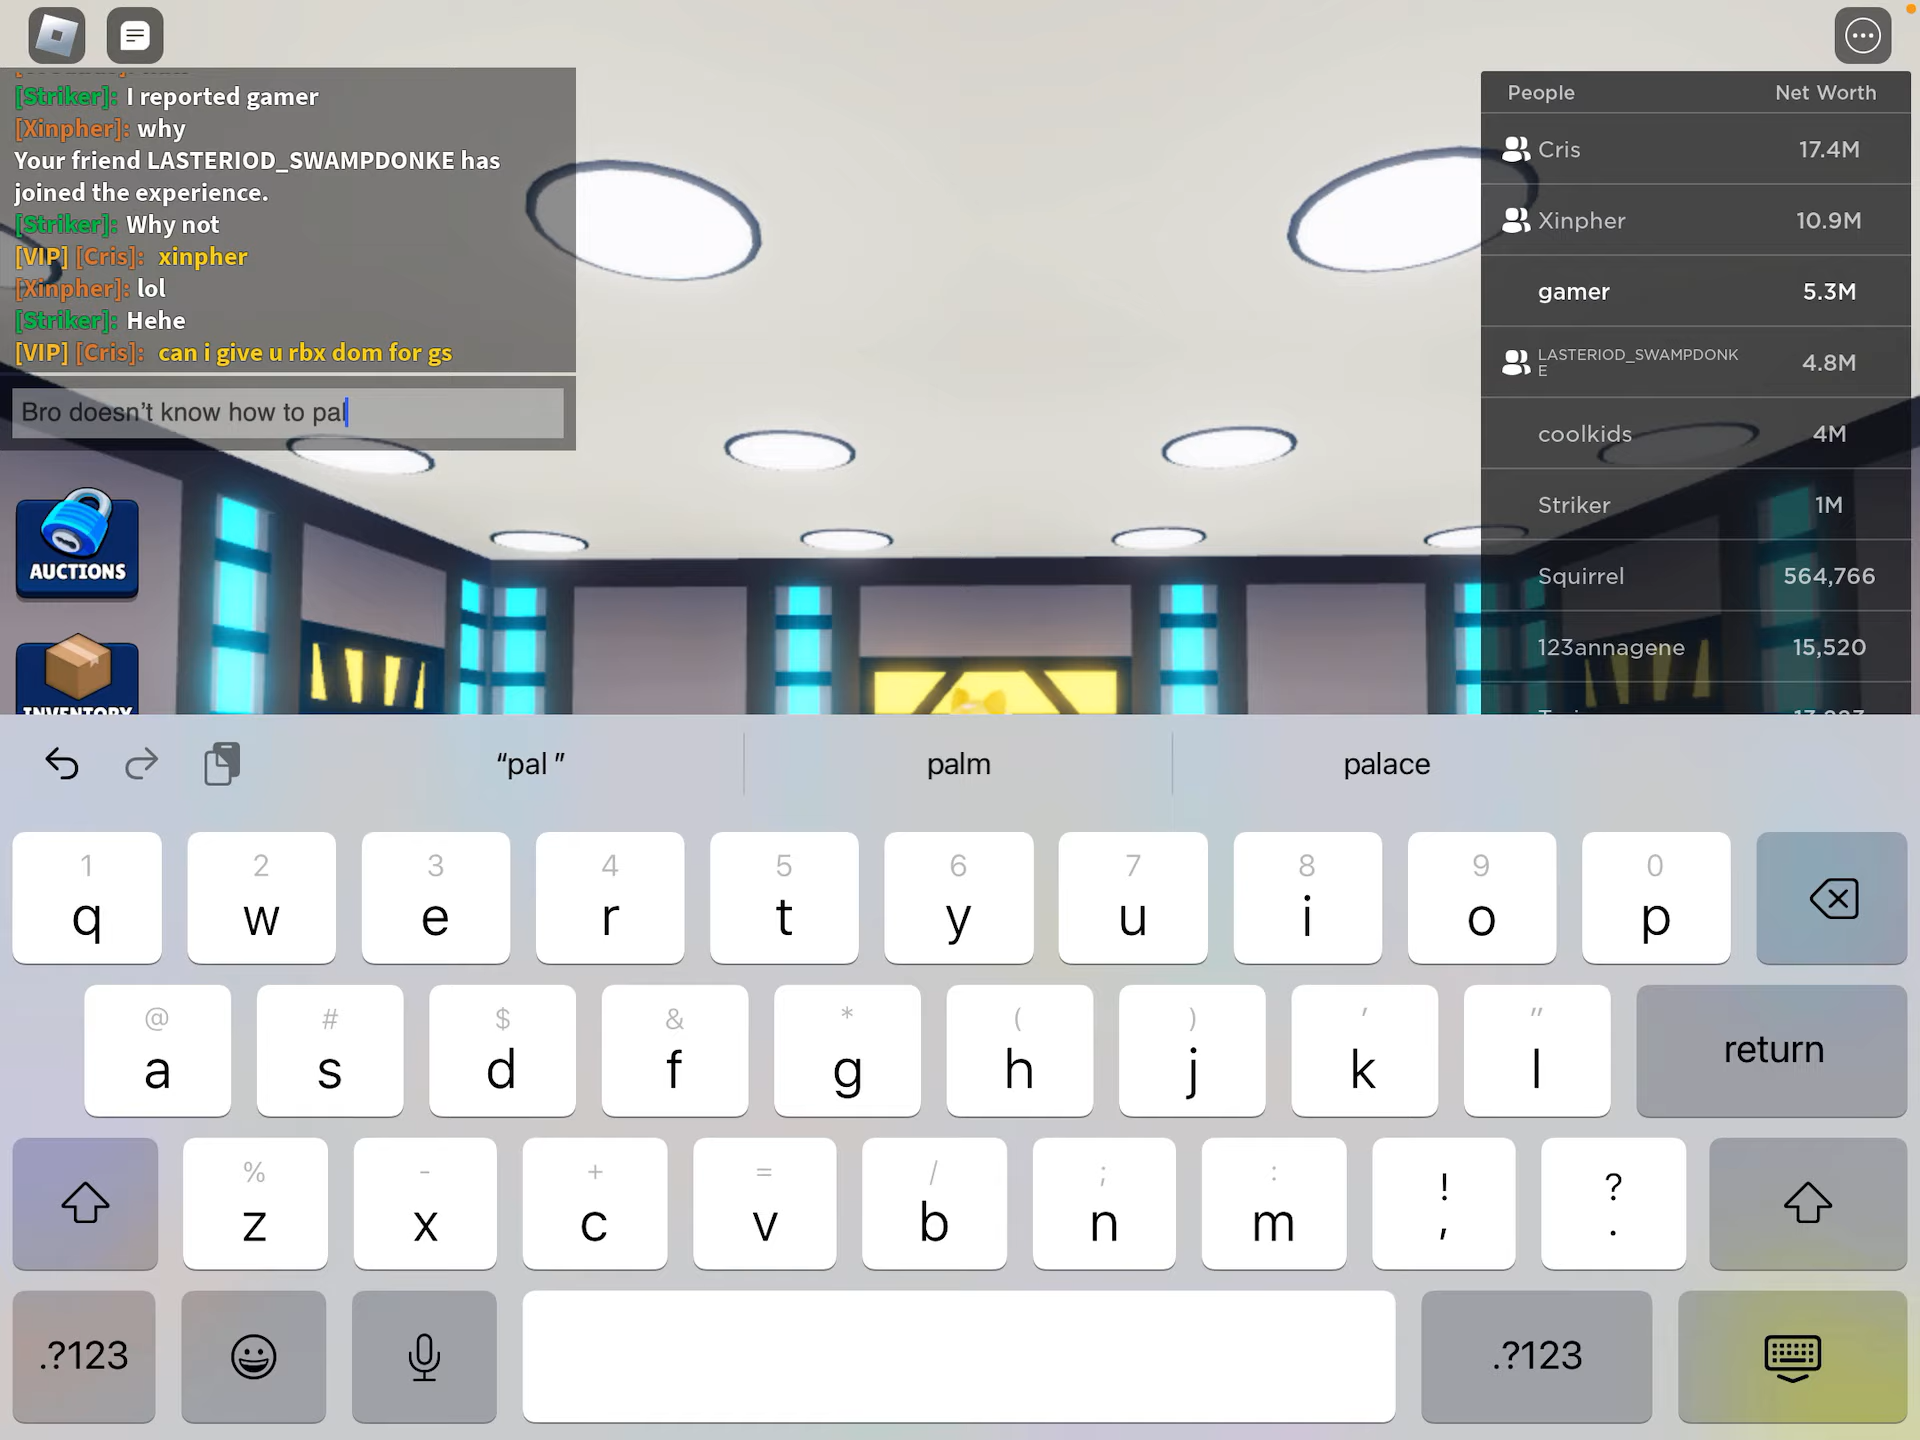 [Striker]: I reported gamer
[Xinpher]: why
Your friend LASTERIOD_SWAMPDONKE has
joined the experience.
[Striker]: Why not
[VIP] [Cris]: xinpher
[Xinpher]: lol
[Striker]: Hehe
[VIP] [Cris]: can i give u rbx dom for gs
Bro doesn't know how to pal
People Net Worth
Cris 17.4M
Xinpher 10.9M
gamer 5.3M
LASTERIOD_SWAMPDONK
E 4.8M
coolkids 4M
Striker 1M
Squirrel 564,766
123annagene 15,520
AUCTIONS
INVENTORY
"pal" palm palace
1 2 3 4 5 6 7 8 9 0
q w e r t y u i o p
@ # $ & * ( ) ' "
a s d f g h j k l return
% - + = / ; : ! ?
z x c v b n m , .
.?123 .?123